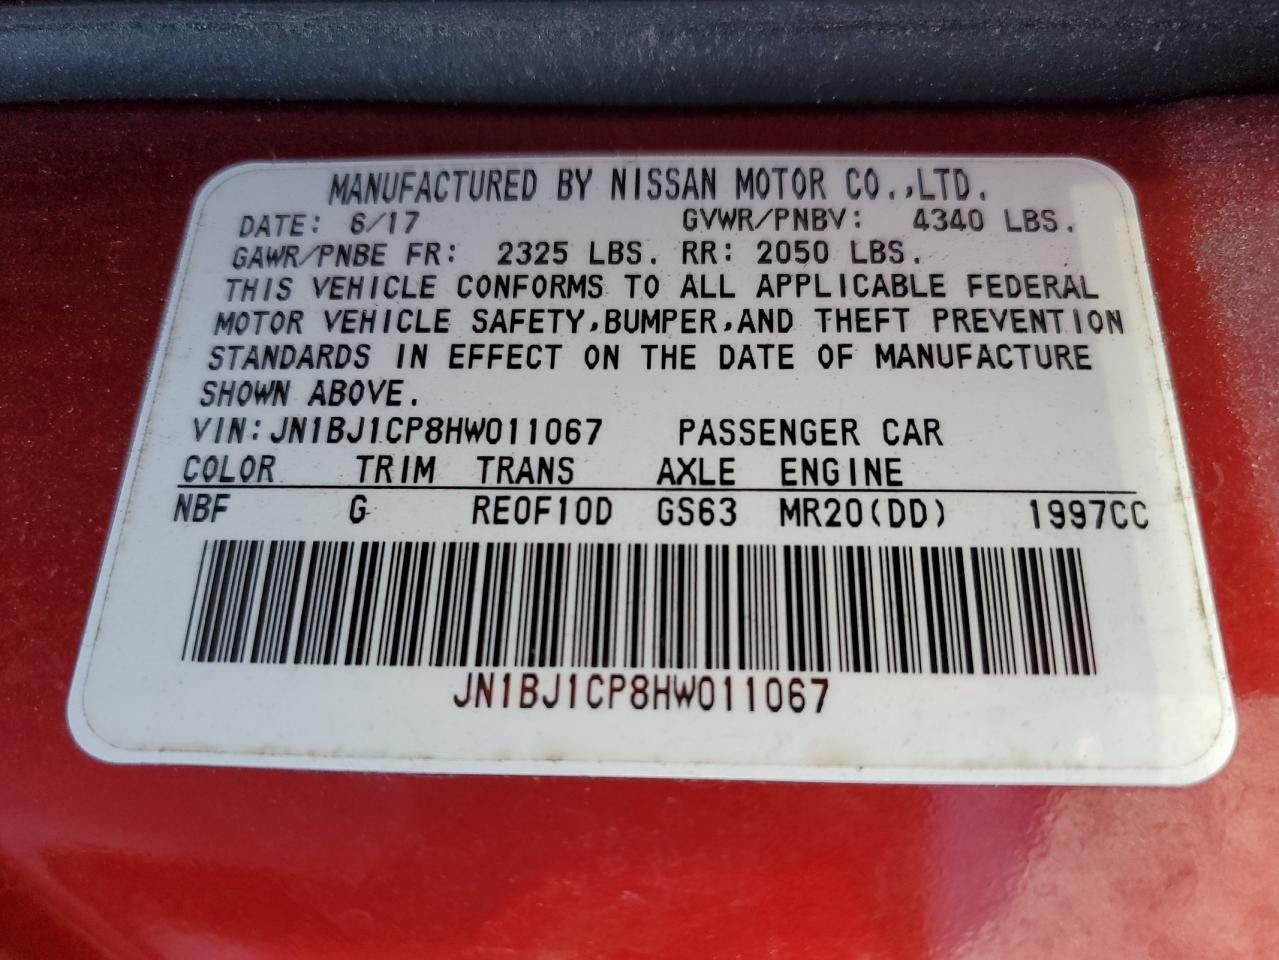 MANUFACTURED BY NISSAN MOTOR CO.,LTD.
DATE: 6/17 GVWR/PNBV: 4340 LBS.
GAWR/PNBE FR: 2325 LBS. RR: 2050 LBS.
THIS VEHICLE CONFORMS TO ALL APPLICABLE FEDERAL
MOTOR VEHICLE SAFETY,BUMPER,AND THEFT PREVENTION
STANDARDS IN EFFECT ON THE DATE OF MANUFACTURE
SHOWN ABOVE.
VIN: JN1BJ1CP8HW011067 PASSENGER CAR
COLOR TRIM TRANS AXLE ENGINE
NBF G RE0F10D GS63 MR20(DD) 1997CC
JN1BJ1CP8HW011067